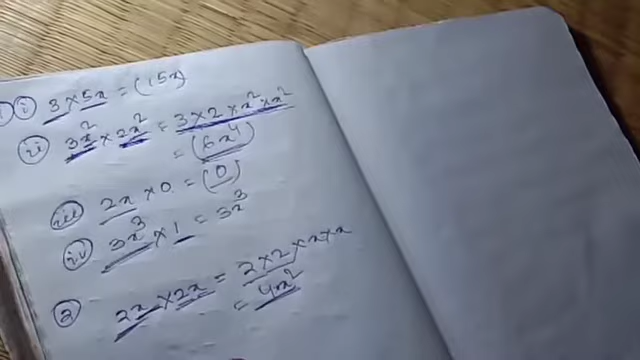 ① ⓘ 3 × 5x = (15x)
ⓘⓘ 3x² × 2x² = 3 × 2 × x² × x²
= (6x⁴)
ⓘⓘⓘ 2x × 0 = (0)
ⓘⓥ 3x³ × 1 = 3x³
② 2x × 2x = 2 × 2 × x × x
= 4x²